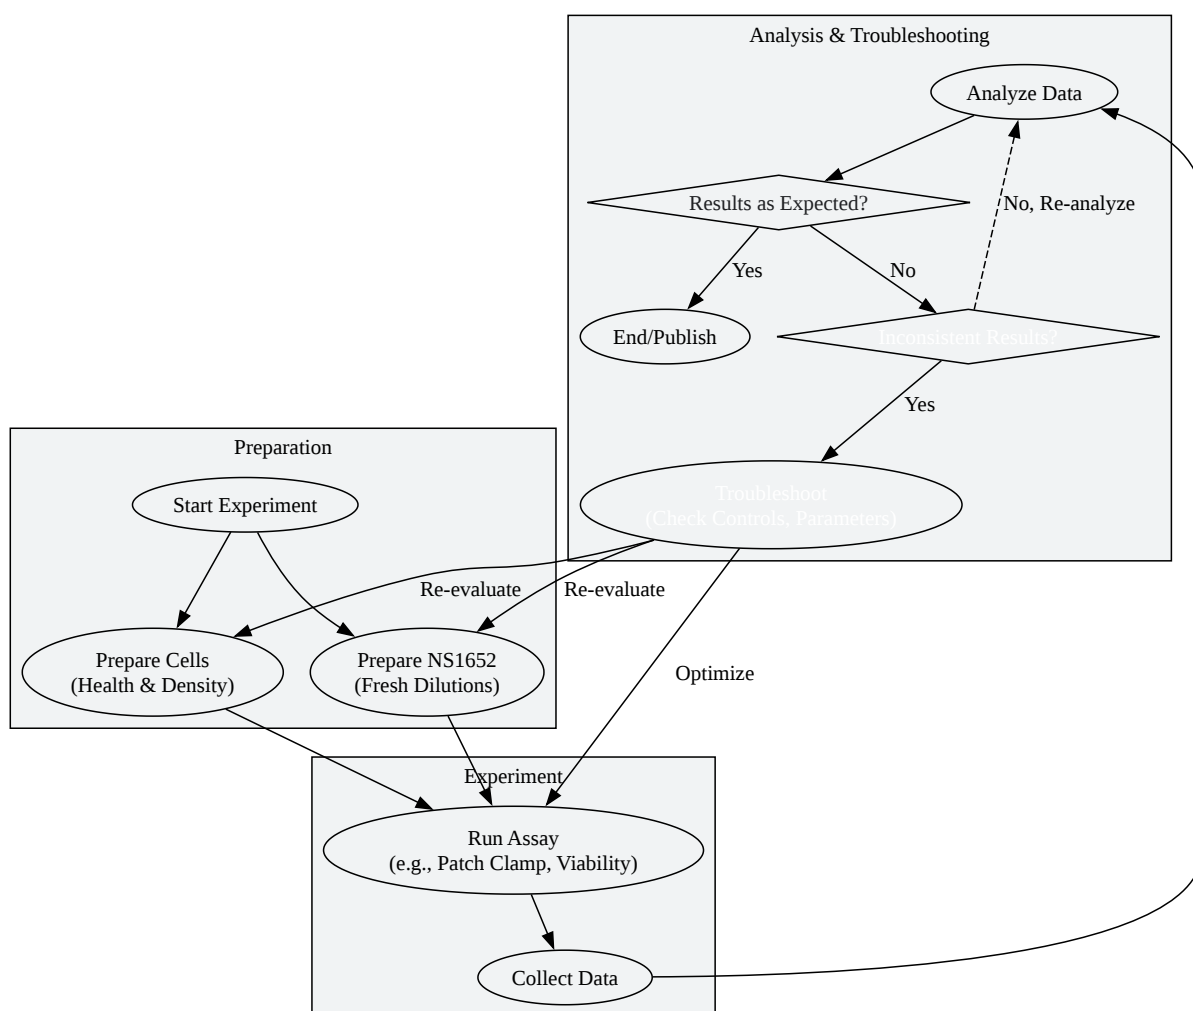 Analysis & Troubleshooting
Analyze Data
Results as Expected?
No, Re-analyze
Yes
No
End/Publish
Inconsistent Results?
Yes
Preparation
Start Experiment
Troubleshoot
(Check Controls, Parameters)
Re-evaluate
Re-evaluate
Prepare Cells
(Health & Density)
Prepare NS1652
(Fresh Dilutions)
Optimize
Experiment
Run Assay
(e.g., Patch Clamp, Viability)
Collect Data